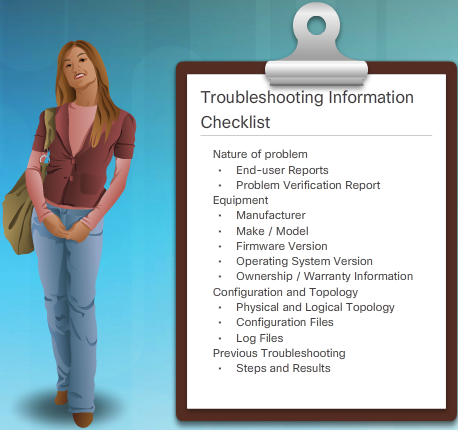 Troubleshooting Information
Checklist
Nature of problem
• End-user Reports
• Problem Verification Report
Equipment
• Manufacturer
• Make / Model
• Firmware Version
• Operating System Version
• Ownership / Warranty Information
Configuration and Topology
• Physical and Logical Topology
• Configuration Files
• Log Files
Previous Troubleshooting
• Steps and Results